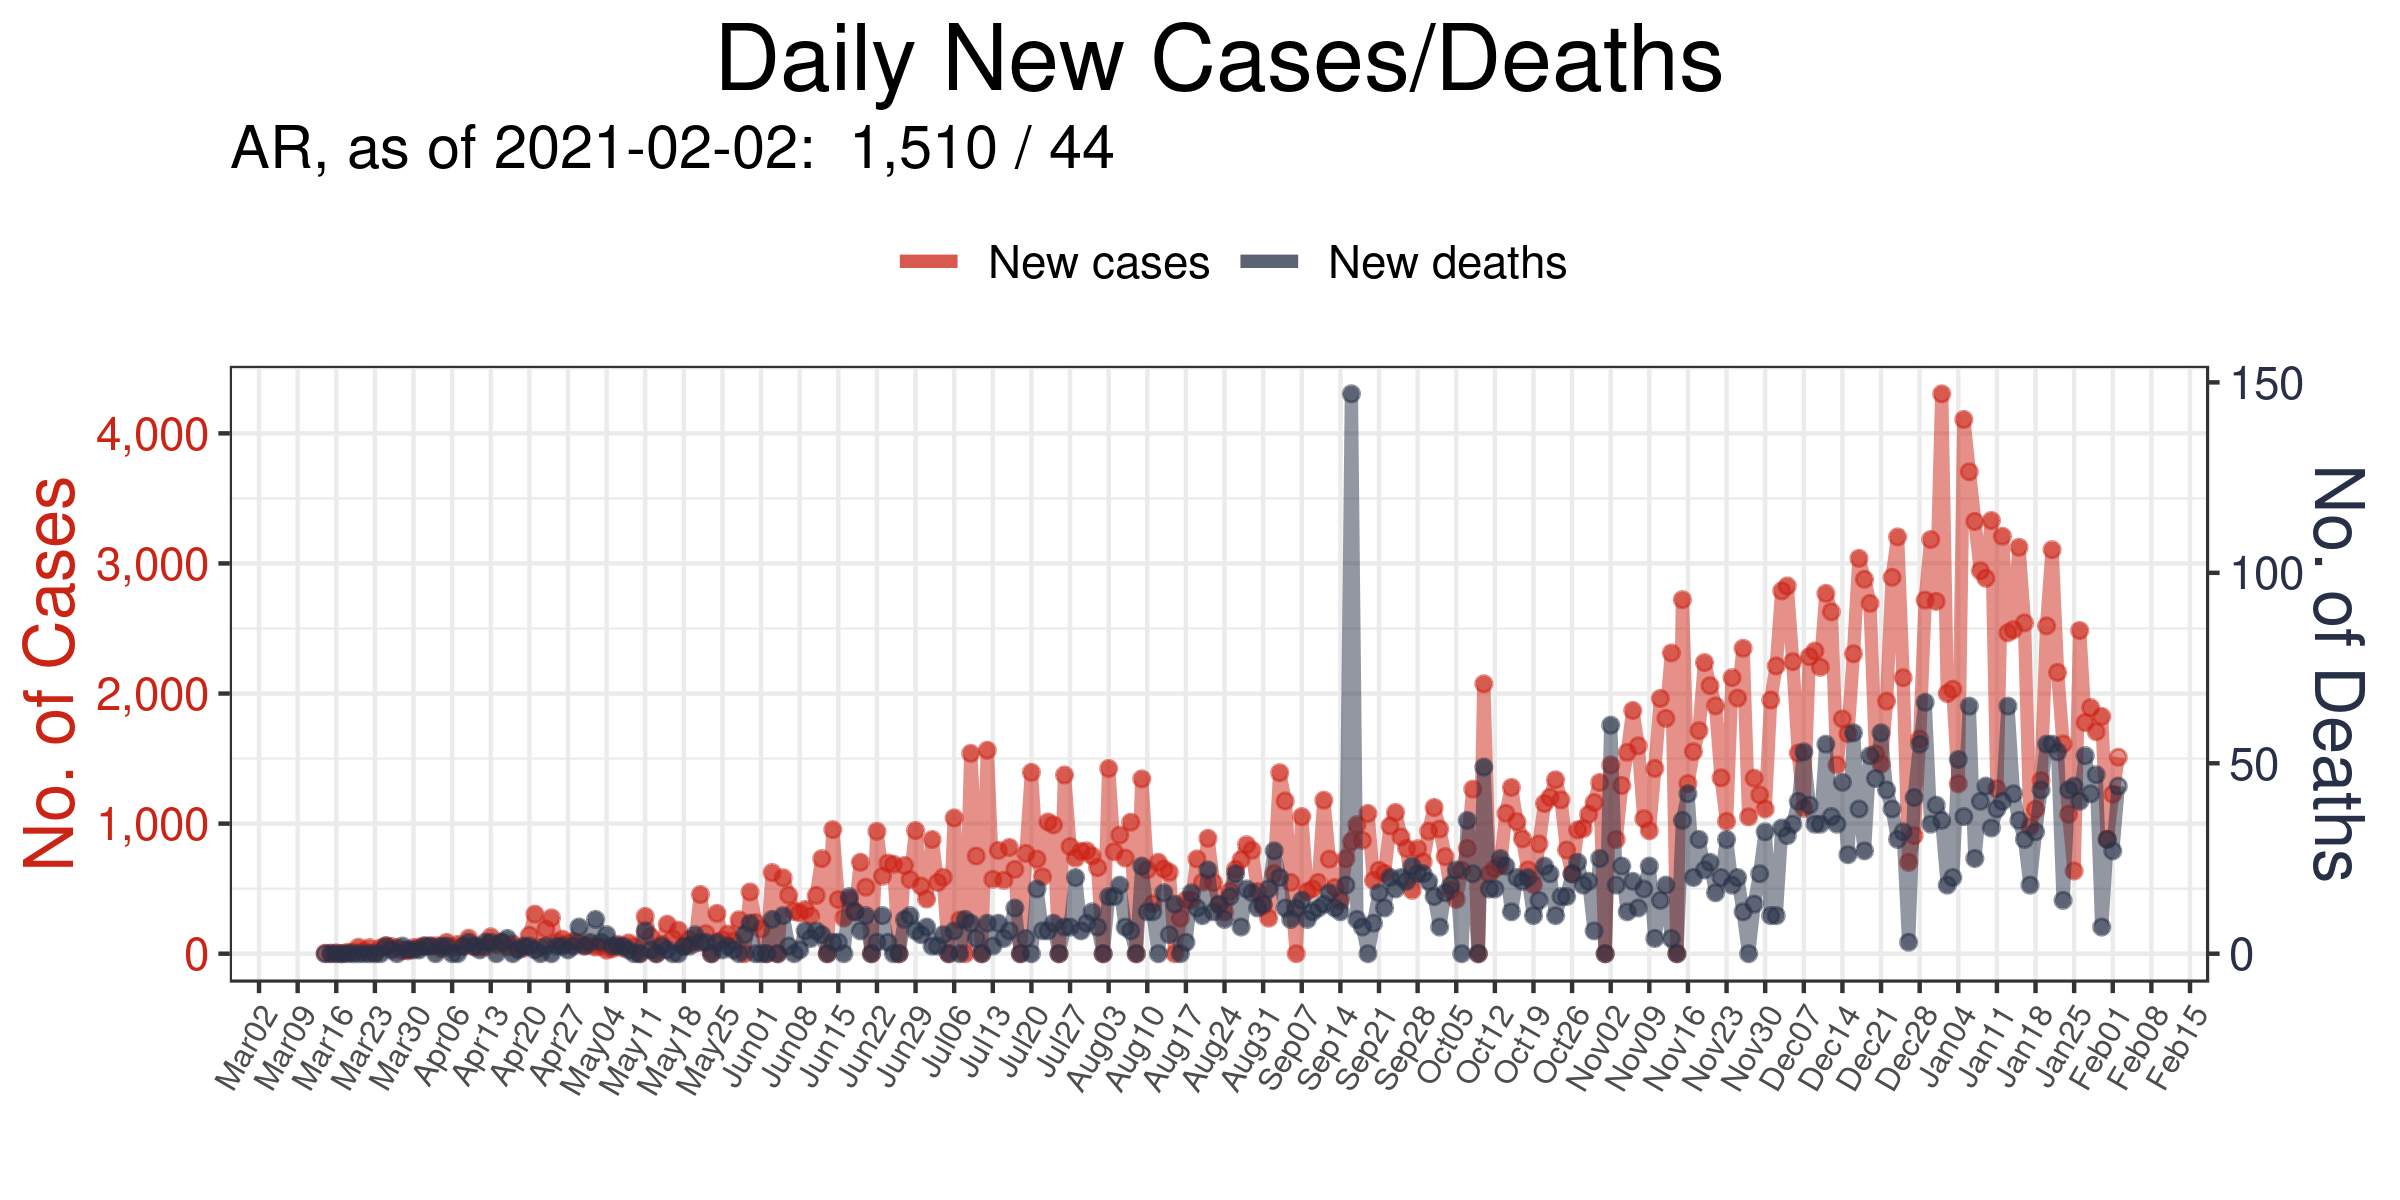 Daily New Cases/Deaths
AR, as of 2021-02-02:  1,510 / 44
New cases
New deaths
No. of Cases
4,000
3,000
2,000
1,000
0
150
100
50
0
No. of Deaths
Mar02
Mar09
Mar16
Mar23
Mar30
Apr06
Apr13
Apr20
Apr27
May04
May11
May18
May25
Jun01
Jun08
Jun15
Jun22
Jun29
Jul06
Jul13
Jul20
Jul27
Aug03
Aug10
Aug17
Aug24
Aug31
Sep07
Sep14
Sep21
Sep28
Oct05
Oct12
Oct19
Oct26
Nov02
Nov09
Nov16
Nov23
Nov30
Dec07
Dec14
Dec21
Dec28
Jan04
Jan11
Jan18
Jan25
Feb01
Feb08
Feb15